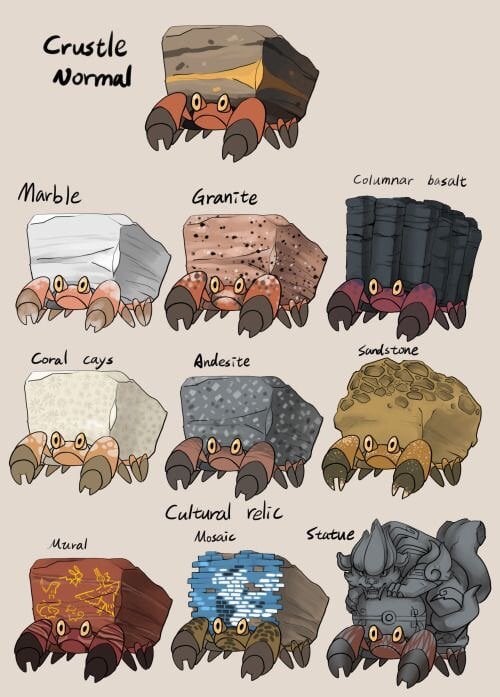 Crustle
Normal
Marble
Granite
Columnar basalt
Coral cays
Andesite
Sandstone
Cultural relic
Mural
Mosaic
Statue